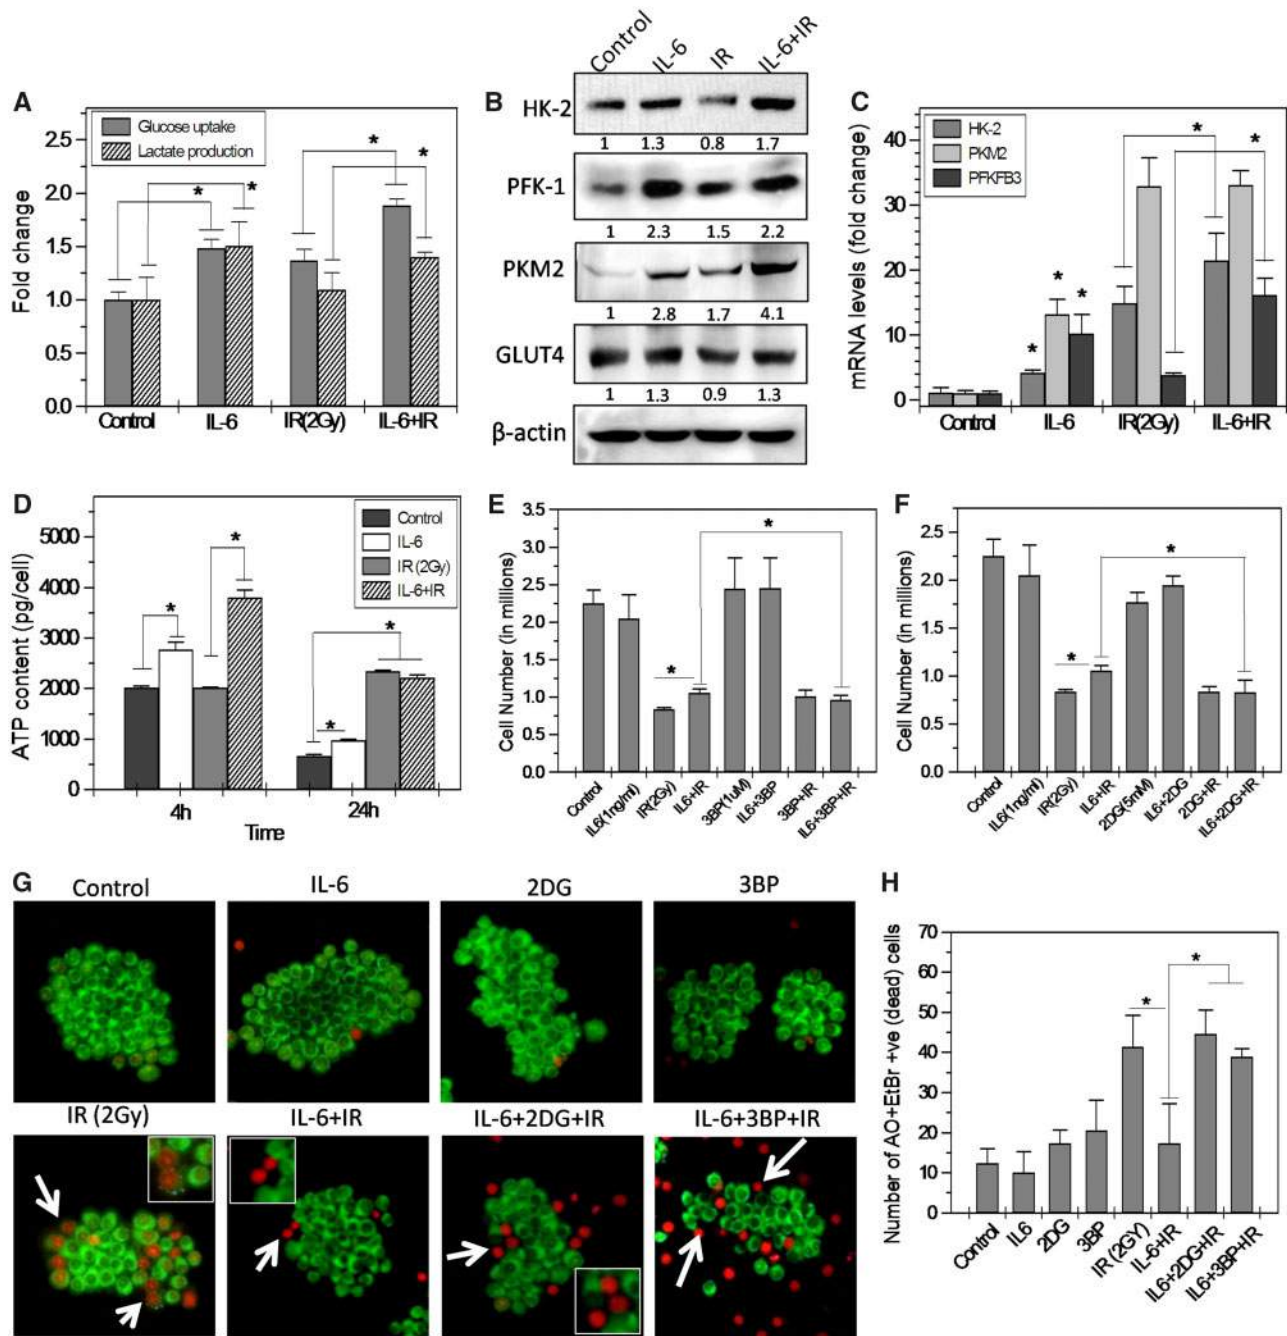 A
Fold change
2.5
2.0
1.5
1.0
0.5
0.0
Glucose uptake
Lactate production
* * * *
Control IL-6 IR(2Gy) IL-6+IR
B
Control IL-6 IR IL-6+IR
HK-2
1 1.3 0.8 1.7
PFK-1
1 2.3 1.5 2.2
PKM2
1 2.8 1.7 4.1
GLUT4
1 1.3 0.9 1.3
β-actin
C
mRNA levels (fold change)
40
30
20
10
0
HK-2
PKM2
PFKFB3
* * * * *
Control IL-6 IR(2Gy) IL-6+IR
D
ATP content (pg/cell)
5000
4000
3000
2000
1000
0
Control
IL-6
IR (2Gy)
IL-6+IR
* * * *
4h 24h
Time
E
Cell Number (in millions)
3.5
3.0
2.5
2.0
1.5
1.0
0.5
0.0
* *
Control IL6(1ng/ml) IR(2Gy) IL6+IR 3BP(1uM) IL6+3BP 3BP+IR IL6+3BP+IR
F
Cell Number (in millions)
2.5
2.0
1.5
1.0
0.5
0.0
* *
Control IL6(1ng/ml) IR(2Gy) IL6+IR 2DG(5mM) IL6+2DG 2DG+IR IL6+2DG+IR
G
Control IL-6 2DG 3BP
IR (2Gy) IL-6+IR IL-6+2DG+IR IL-6+3BP+IR
H
Number of AO+EtBr +ve (dead) cells
70
60
50
40
30
20
10
0
* *
Control IL6 2DG 3BP IR(2GY) IL-6+IR IL6+2DG+IR IL6+3BP+IR